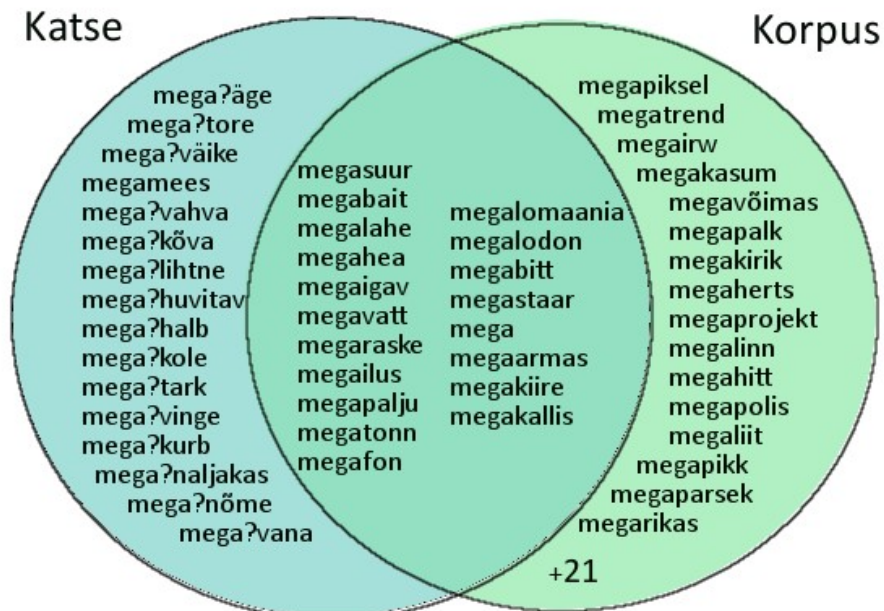 Katse
Korpus
mega?äge
mega?tore
mega?väike
megamees
mega?vahva
mega?kõva
mega?lihtne
mega?huvitav
mega?halb
mega?kole
mega?tark
mega?vinge
mega?kurb
mega?naljakas
mega?nõme
mega?vana
megasuur
megabait
megalahe
megahea
megaigav
megavatt
megaraske
megailus
megapalju
megatonn
megafon
megalomaania
megalodon
megabitt
megastaar
mega
megaarmas
megakiire
megakallis
megapiksel
megatrend
megairw
megakasum
megavõimas
megapalk
megakirik
megaherts
megaprojekt
megalinn
megahitt
megapolis
megaliit
megapikk
megaparsek
megarikas
+21